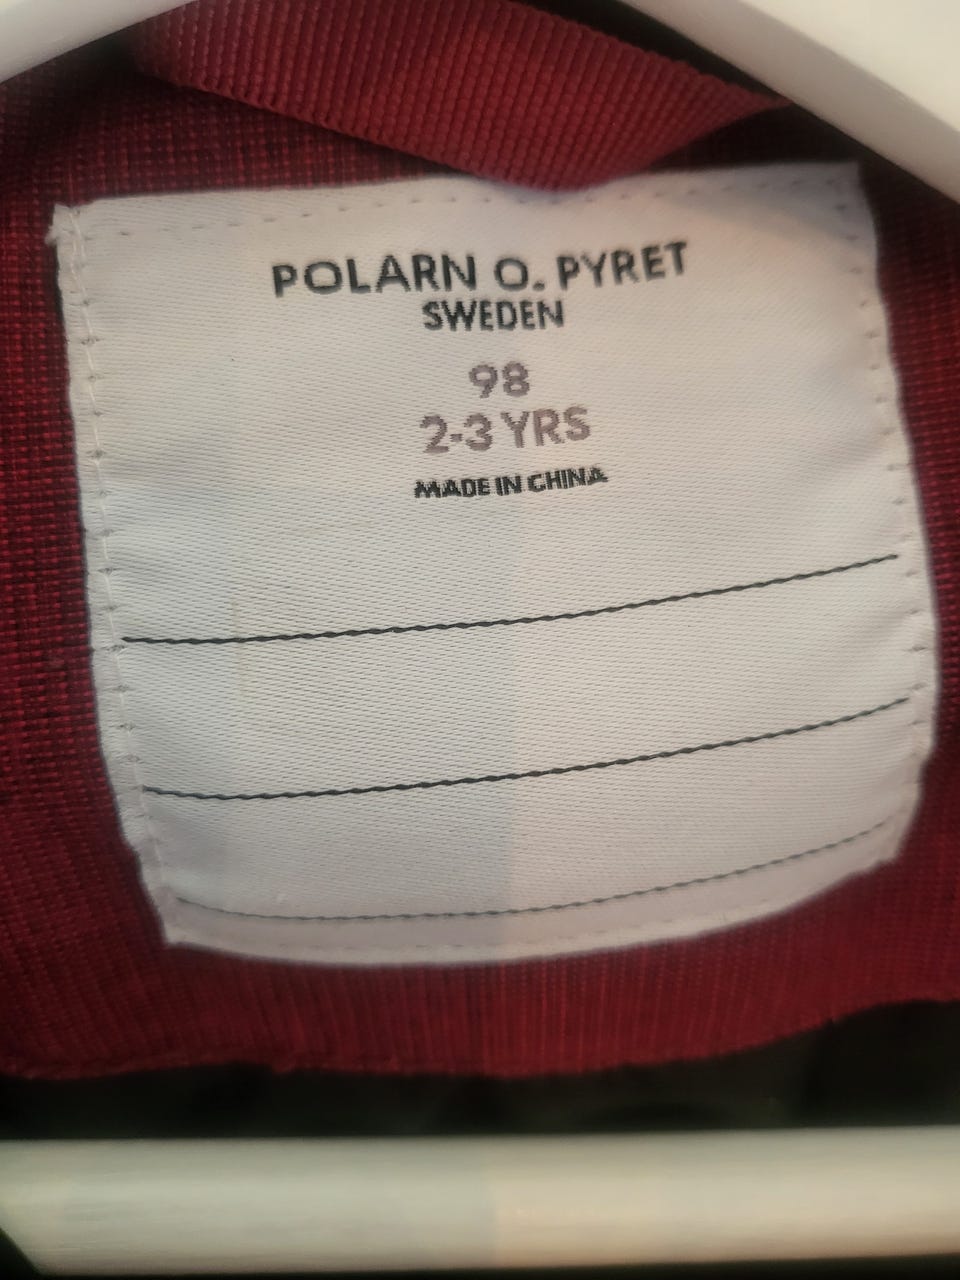 POLARN O. PYRET
SWEDEN
98
2-3 YRS
MADE IN CHINA